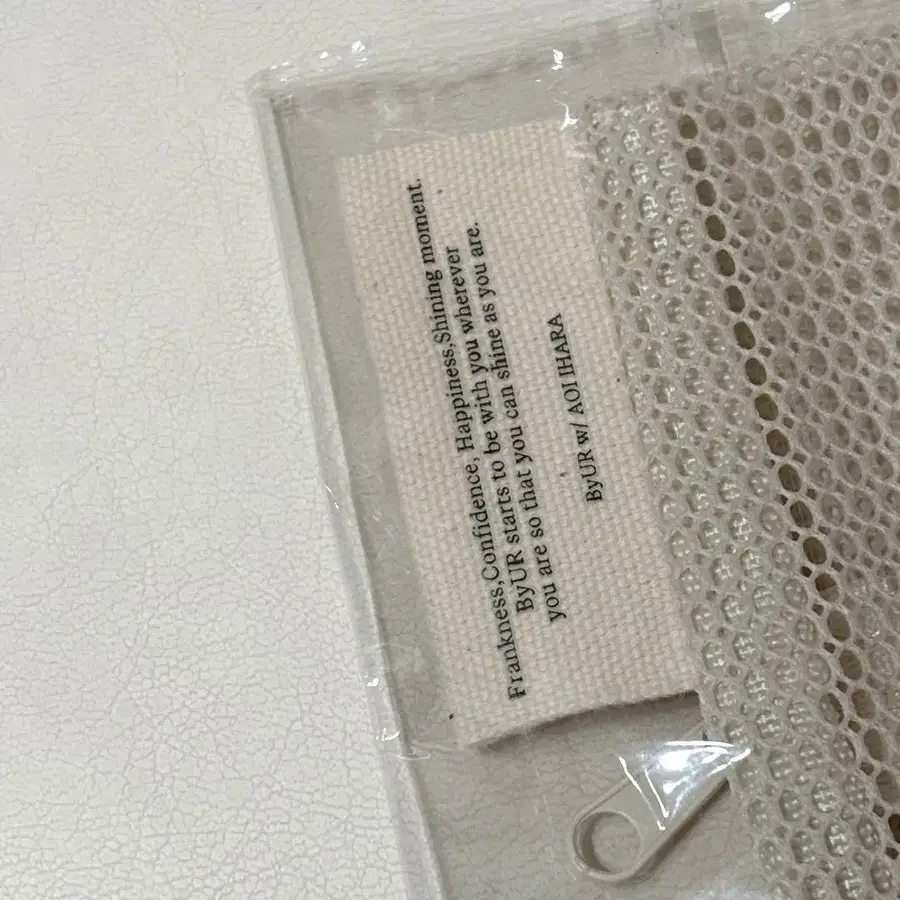 Frankness,Confidence, Happiness,Shining moment.
ByUR starts to be with you wherever
you are so that you can shine as you are.
ByUR w/ AOI IHARA